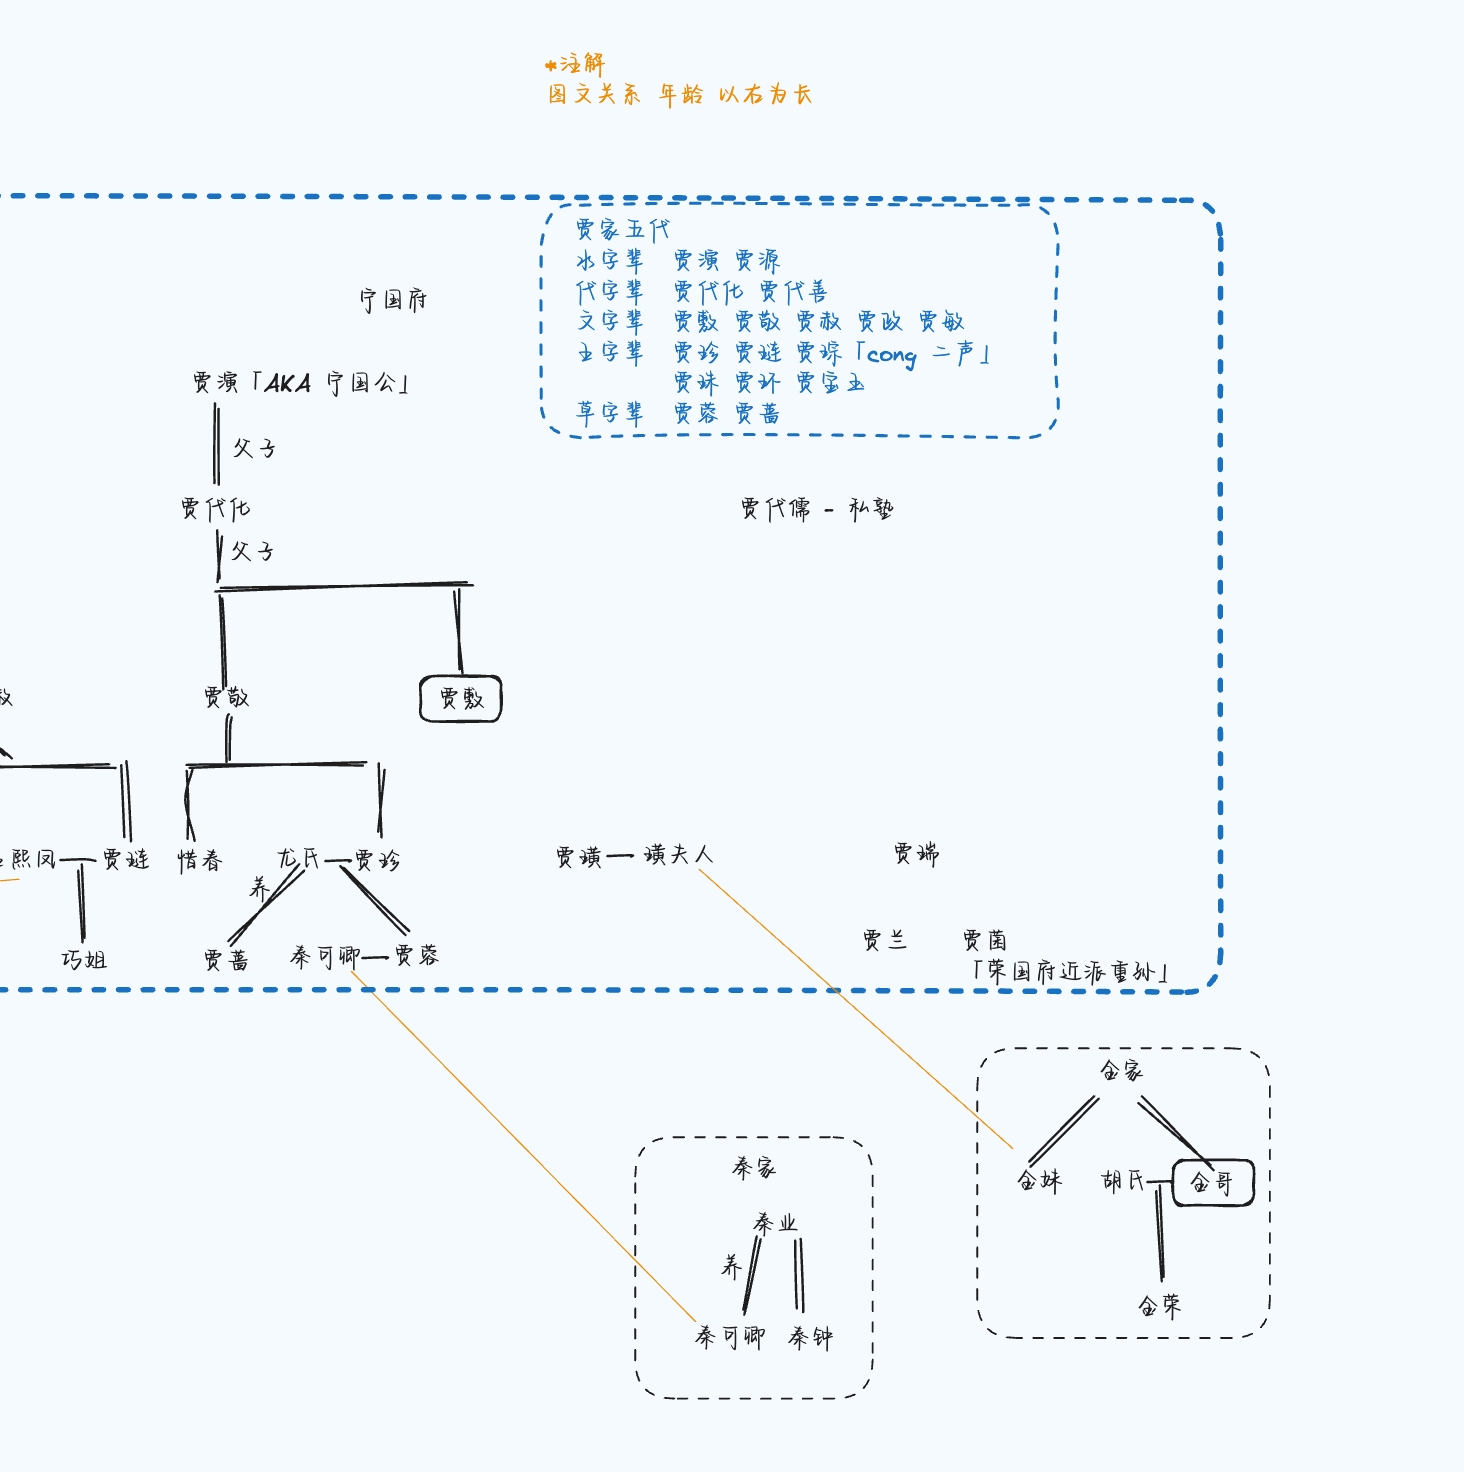 *注解
图文关系 年龄 以右为长
贾家五代
水字辈 贾演 贾源
代字辈 贾代化 贾代善
文字辈 贾敷 贾敬 贾赦 贾政 贾敏
玉字辈 贾珍 贾琏 贾琮「cong 二声」
贾珠 贾环 贾宝玉
草字辈 贾蓉 贾蔷
宁国府
贾演「AKA 宁国公」
父子
贾代化
贾代儒 - 私塾
父子
贾敬
贾敷
熙凤
贾琏
惜春
尤氏
贾珍
贾璜
璜夫人
贾瑞
养
巧姐
贾蔷
秦可卿
贾蓉
贾兰
贾菌
「荣国府近派重孙」
金家
金妹
胡氏
金哥
金荣
秦家
秦业
养
秦可卿
秦钟